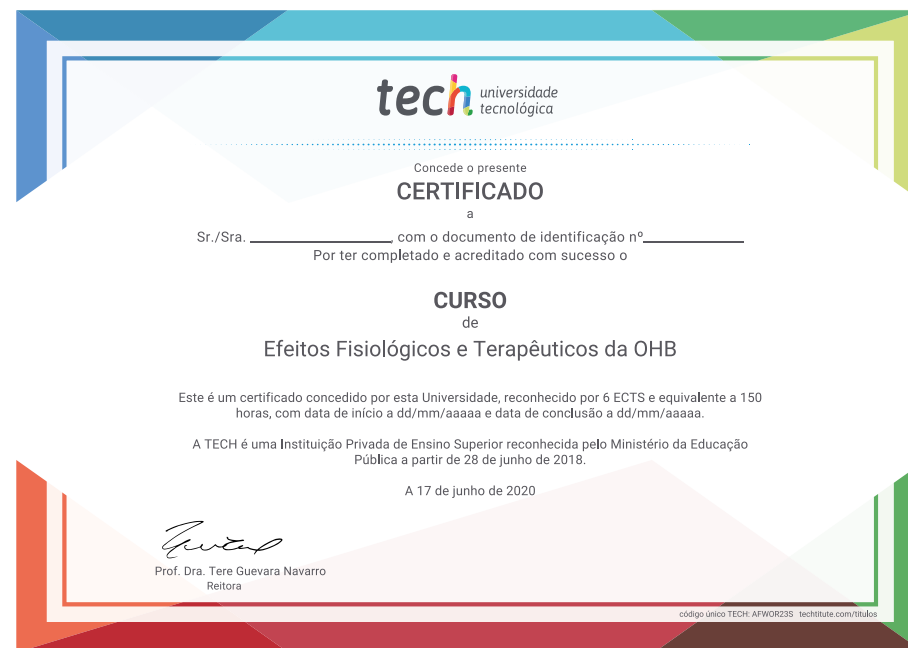 tech universidade
tecnológica
Concede o presente
CERTIFICADO
a
Sr./Sra. ____________________, com o documento de identificação nº______________
Por ter completado e acreditado com sucesso o
CURSO
de
Efeitos Fisiológicos e Terapêuticos da OHB
Este é um certificado concedido por esta Universidade, reconhecido por 6 ECTS e equivalente a 150
horas, com data de início a dd/mm/aaaaa e data de conclusão a dd/mm/aaaaa.
A TECH é uma Instituição Privada de Ensino Superior reconhecida pelo Ministério da Educação
Pública a partir de 28 de junho de 2018.
A 17 de junho de 2020
Prof. Dra. Tere Guevara Navarro
Reitora
código único TECH: AFWOR23S techtitute.com/titulos